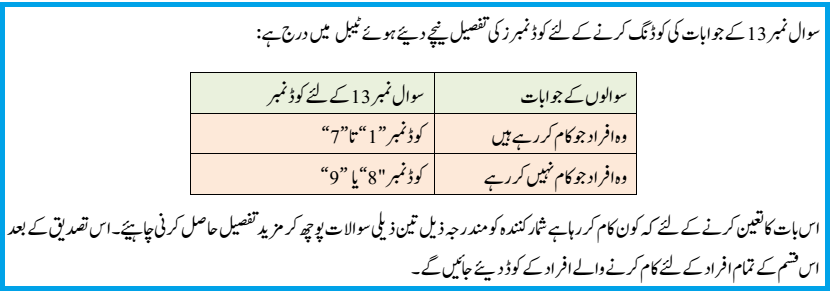 سوال نمبر 13 کے جوابات کی کوڈنگ کرنے کے لئے کوڈ نمبرز کی تفصیل نیچے دیئے ہوئے ٹیبل میں درج ہے:
سوالوں کے جوابات سوال نمبر 13 کے لئے کوڈ نمبر
وہ افراد جو کام کر رہے ہیں کوڈ نمبر ”1“ تا ”7“
وہ افراد جو کام نہیں کر رہے کوڈ نمبر "8“ یا ”9“
اس بات کا تعین کرنے کے لئے کہ کون کام کر رہا ہے شمار کنندہ کو مندرجہ ذیل تین ذیلی سوالات پوچھ کر مزید تفصیل حاصل کرنی چاہیئے۔ اس تصدیق کے بعد
اس قسم کے تمام افراد کے لئے کام کرنے والے افراد کے کوڈ دیئے جائیں گے۔